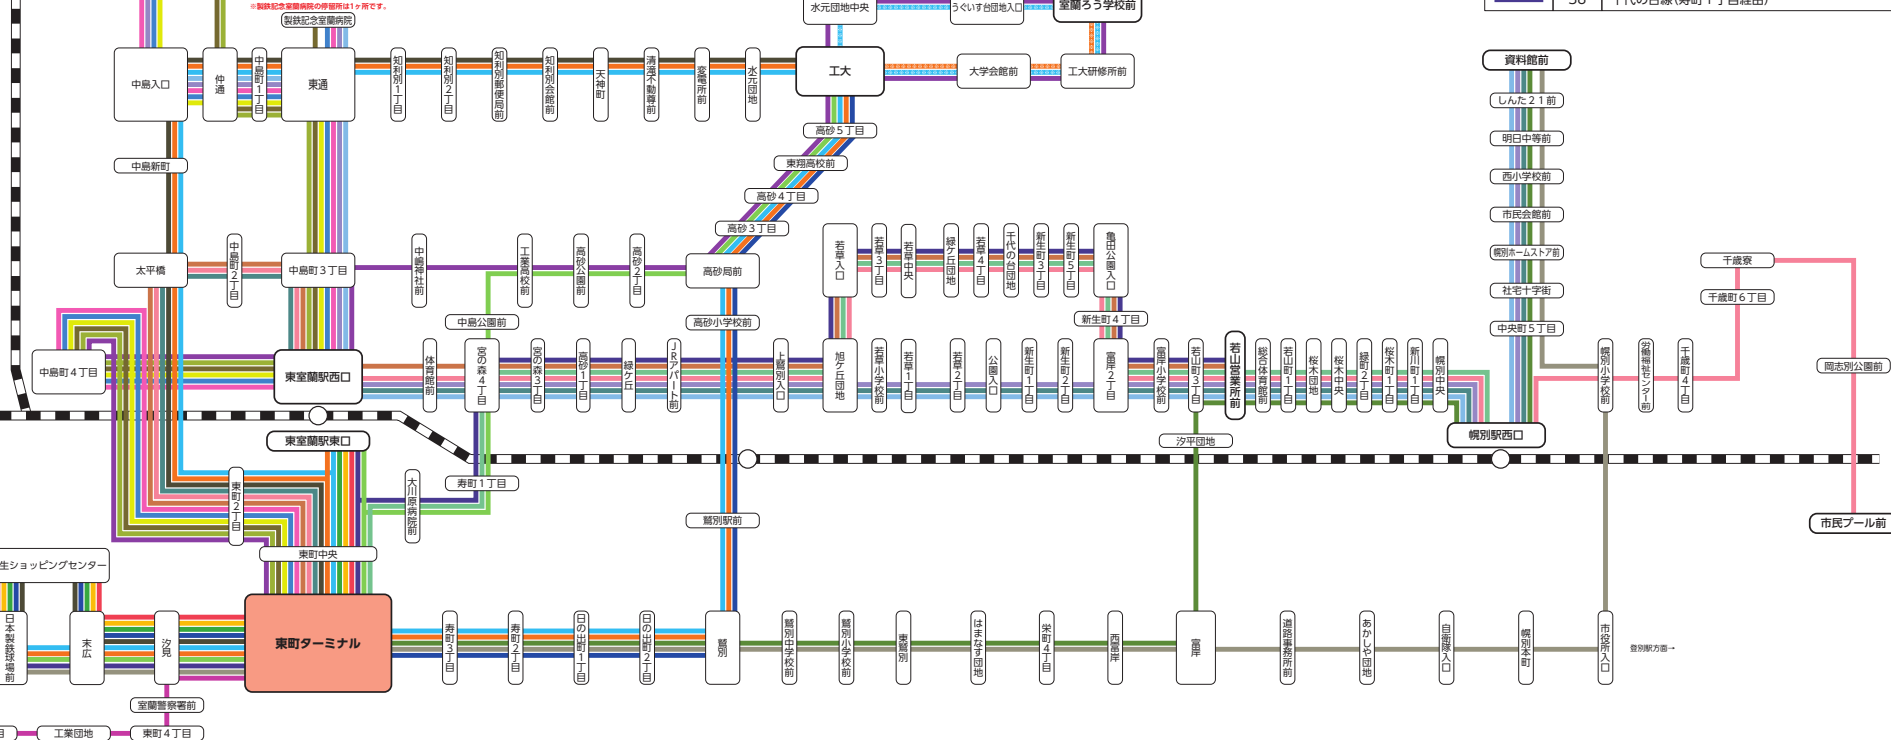 ※製鉄記念室蘭病院の停留所は1ヶ所です。
製鉄記念室蘭病院
水元団地中央
うぐいす台団地入口
室蘭ろう学校前
38
千代の台線(寿町1丁目経由)
中島入口
仲通
中島町1丁目
東通
知利別1丁目
知利別2丁目
知利別郵便局前
知利別会館前
天神町
清滝不動尊前
変電所前
水元団地
工大
大学会館前
工大研修所前
資料館前
しんた21前
明日中等前
西小学校前
市民会館前
幌別ホームストア前
社宅十字街
中央町5丁目
高砂5丁目
東翔高校前
高砂4丁目
高砂3丁目
中島新町
太平橋
中島町2丁目
中島町3丁目
中嶋神社前
工業高校前
高砂公園前
高砂2丁目
高砂局前
若草入口
若草3丁目
若草中央
緑ケ丘団地
若草4丁目
千代の台団地
新生町3丁目
新生町5丁目
亀田公園入口
千歳寮
千歳町6丁目
中島公園前
高砂小学校前
新生町4丁目
中島町4丁目
東室蘭駅西口
体育館前
宮の森4丁目
宮の森3丁目
高砂1丁目
緑ケ丘
JRアパート前
上鷲別入口
旭ケ丘団地
若草小学校前
若草1丁目
若草2丁目
公園入口
新生町1丁目
新生町2丁目
富岸2丁目
富岸小学校前
若山町3丁目
若山営業所前
総合体育館前
若山町1丁目
桜木団地
桜木中央
緑町2丁目
桜木町1丁目
新川町1丁目
幌別中央
幌別小学校前
労働福祉センター前
千歳町4丁目
岡志別公園前
東室蘭駅東口
汐平団地
幌別駅西口
東町2丁目
大川原病院前
寿町1丁目
鷲別駅前
市民プール前
東町中央
生ショッピングセンター
日本製鉄球場前
末広
汐見
東町ターミナル
寿町3丁目
寿町2丁目
日の出町1丁目
日の出町2丁目
鷲別
鷲別中学校前
鷲別小学校前
東鷲別
はまなす団地
栄町4丁目
西富岸
富岸
道路事務所前
あかしや団地
自衛隊入口
幌別本町
市役所入口
登別駅方面→
室蘭警察署前
目
工業団地
東町4丁目